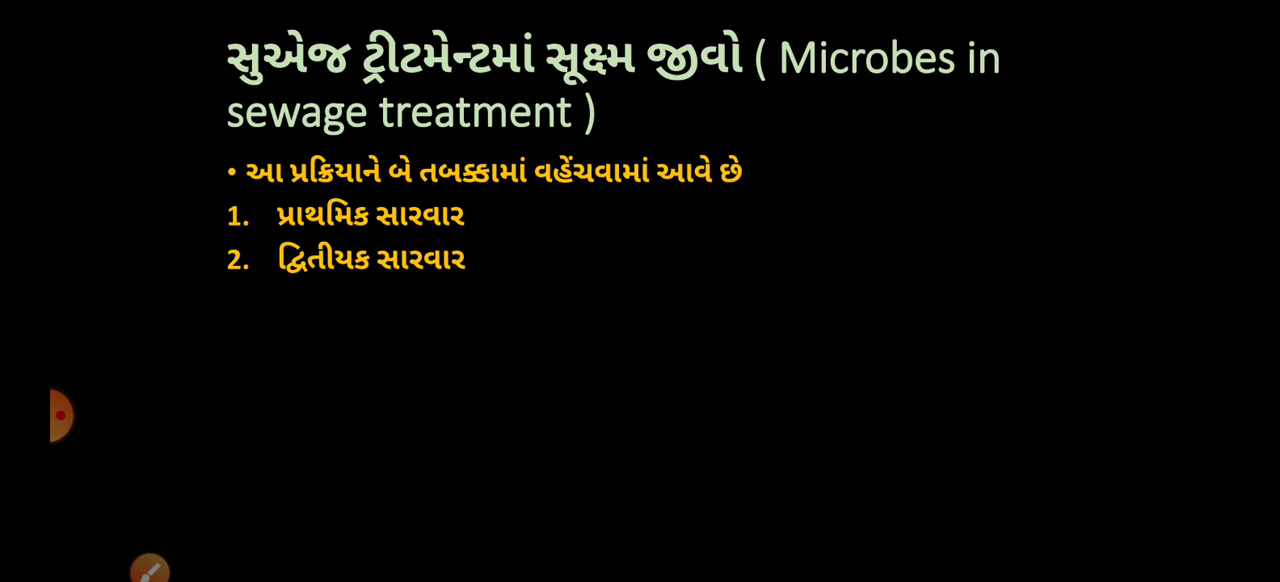 સુએજ ટ્રીટમેન્ટમાં સૂક્ષ્મ જીવો ( Microbes in
sewage treatment )
• આ પ્રક્રિયાને બે તબક્કામાં વહેંચવામાં આવે છે
1. પ્રાથમિક સારવાર
2. દ્વિતીયક સારવાર